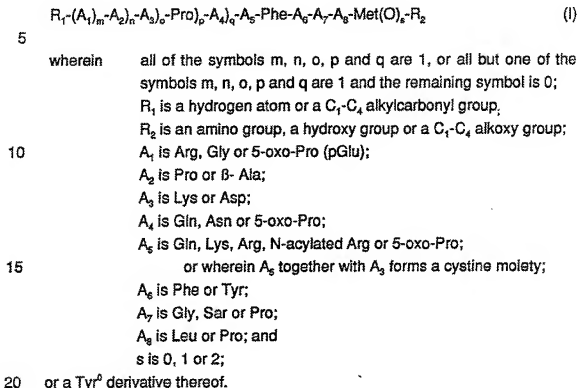 R₁-(A₁)ₘ-A₂)ₙ-A₃)ₒ-Pro)ₚ-A₄)q-A₅-Phe-A₆-A₇-A₈-Met(O)ₛ-R₂ (I)
5
wherein all of the symbols m, n, o, p and q are 1, or all but one of the
symbols m, n, o, p and q are 1 and the remaining symbol is 0;
R₁ is a hydrogen atom or a C₁-C₄ alkylcarbonyl group;
R₂ is an amino group, a hydroxy group or a C₁-C₄ alkoxy group;
10 A₁ is Arg, Gly or 5-oxo-Pro (pGlu);
A₂ is Pro or ß- Ala;
A₃ is Lys or Asp;
A₄ is Gln, Asn or 5-oxo-Pro;
A₅ is Gln, Lys, Arg, N-acylated Arg or 5-oxo-Pro;
15 or wherein A₅ together with A₃ forms a cystine moiety;
A₆ is Phe or Tyr;
A₇ is Gly, Sar or Pro;
A₈ is Leu or Pro; and
s is 0, 1 or 2;
20 or a Tyr⁰ derivative thereof.